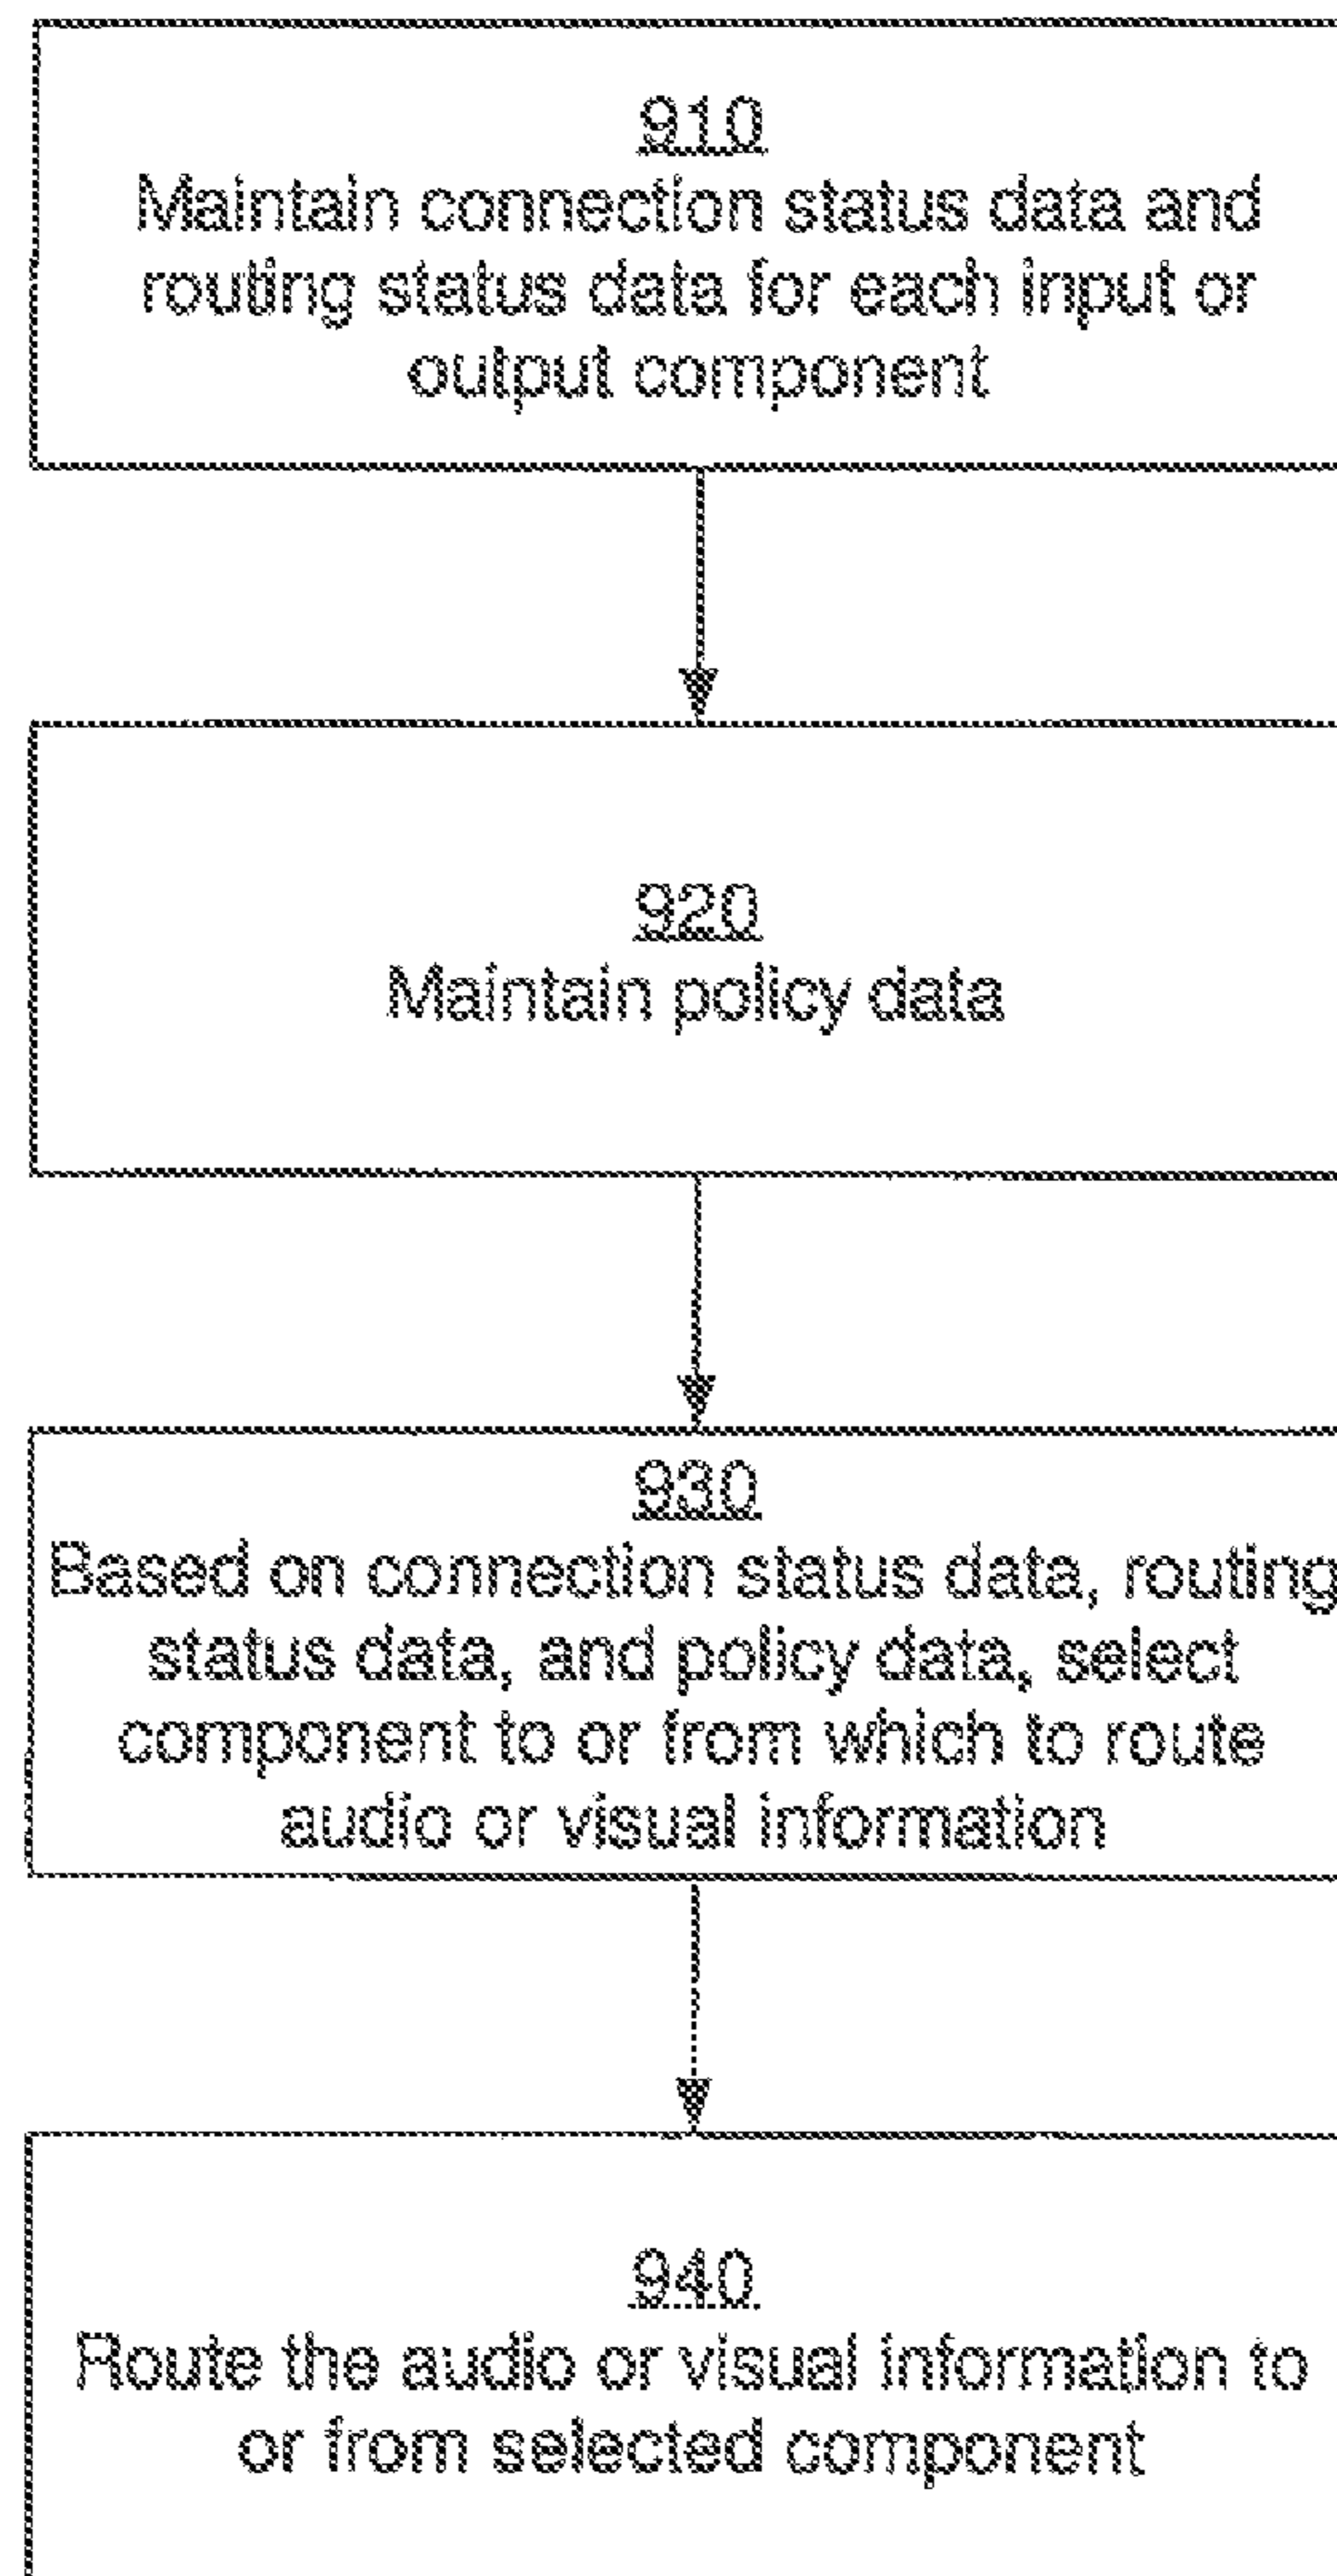 910
Maintain connection status data and
routing status data for each input or
output component
920
Maintain policy data
930
Based on connection status data, routing
status data, and policy data, select
component to or from which to route
audio or visual information
940
Route the audio or visual information to
or from selected component